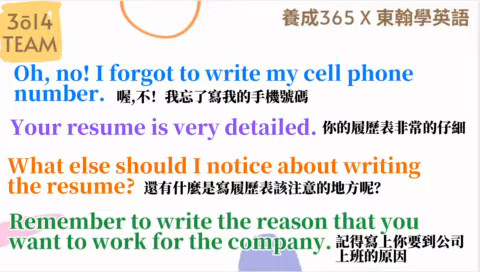 3ō14
TEAM
養成365 X 東翰學英語
Oh, no! I forgot to write my cell phone
number. 喔,不! 我忘了寫我的手機號碼
Your resume is very detailed. 你的履歷表非常的仔細
What else should I notice about writing
the resume? 還有什麼是寫履歷表該注意的地方呢?
Remember to write the reason that you
want to work for the company. 記得寫上你要到公司
上班的原因